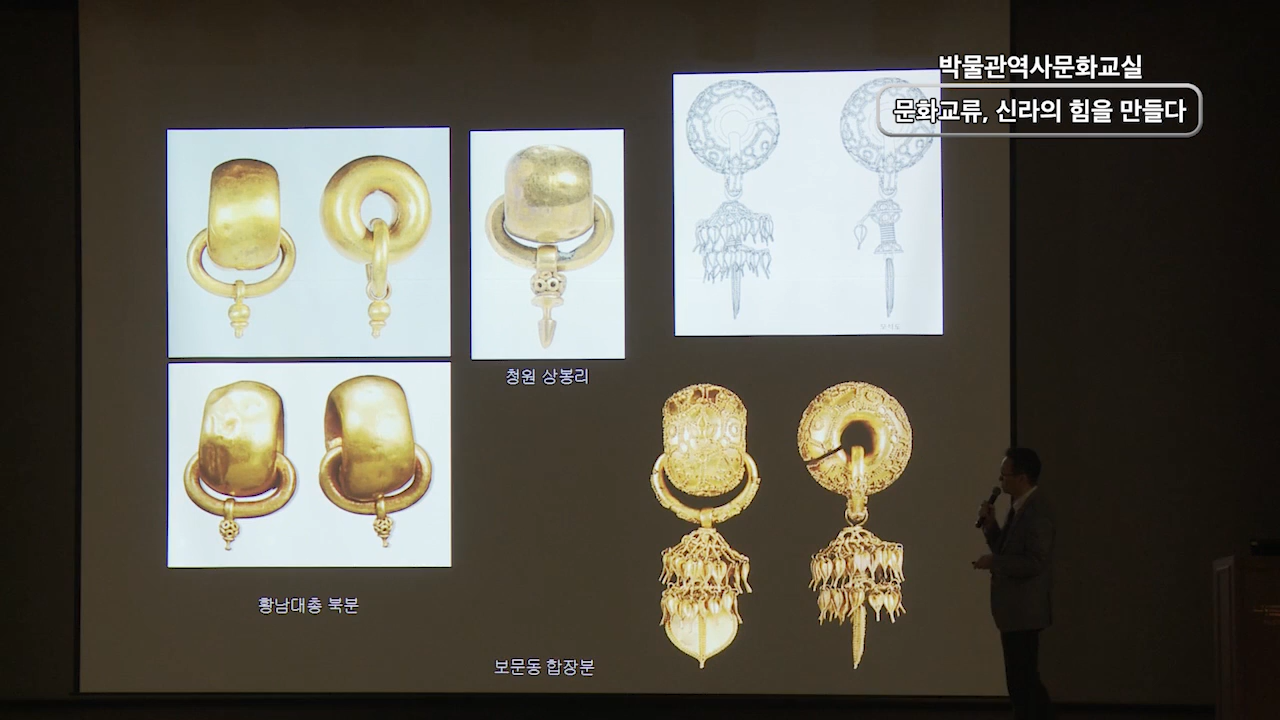 박물관역사문화교실
문화교류, 신라의 힘을 만들다
청원 상봉리
황남대총 북분
보문동 합장분